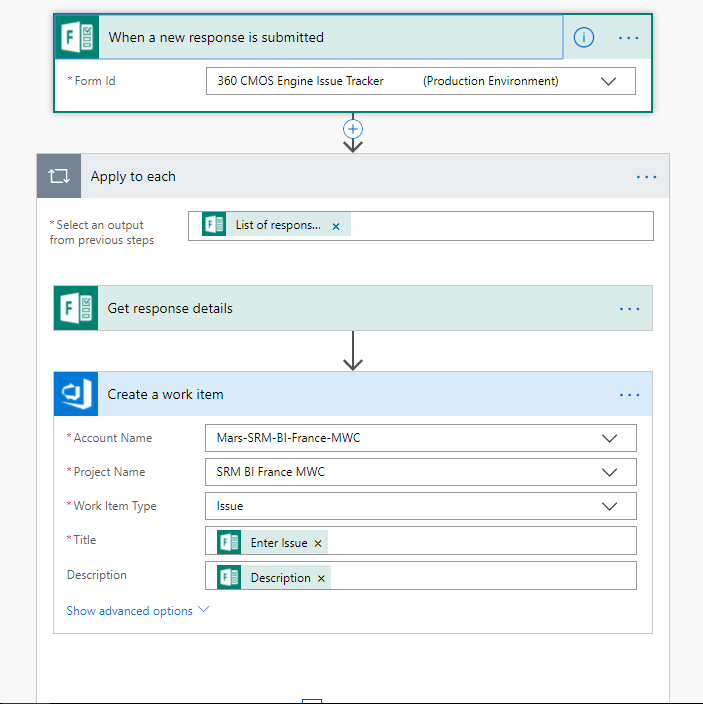 When a new response is submitted
* Form Id
360 CMOS Engine Issue Tracker (Production Environment)
Apply to each
* Select an output
from previous steps
List of respons... ×
Get response details
Create a work item
* Account Name
Mars-SRM-BI-France-MWC
* Project Name
SRM BI France MWC
* Work Item Type
Issue
* Title
Enter Issue ×
Description
Description ×
Show advanced options